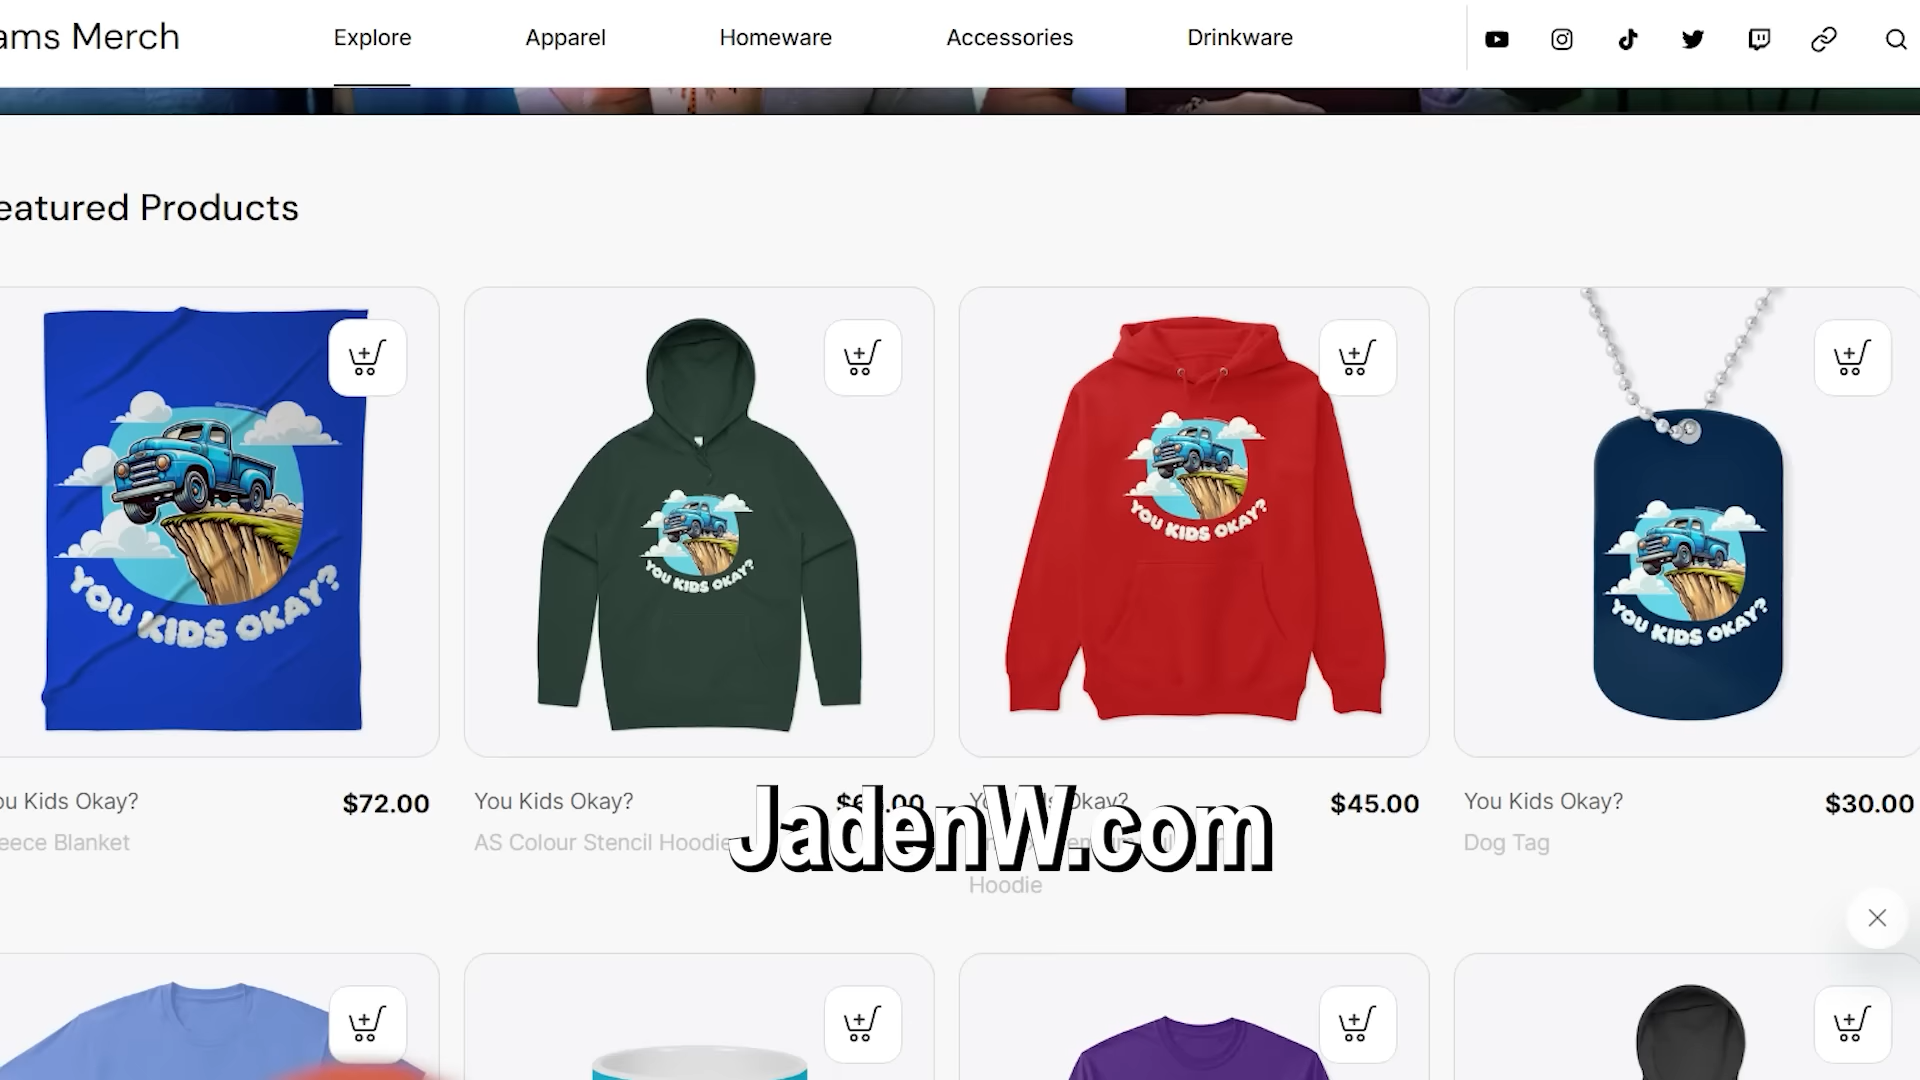 ams Merch
Explore
Apparel
Homeware
Accessories
Drinkware
eatured Products
YOU KIDS OKAY?
YOU KIDS OKAY?
YOU KIDS OKAY?
YOU KIDS OKAY?
ou Kids Okay?
$72.00
eece Blanket
You Kids Okay?
AS Colour Stencil Hoodie
Okay?
$45.00
Hoodie
You Kids Okay?
$30.00
Dog Tag
JadenW.com